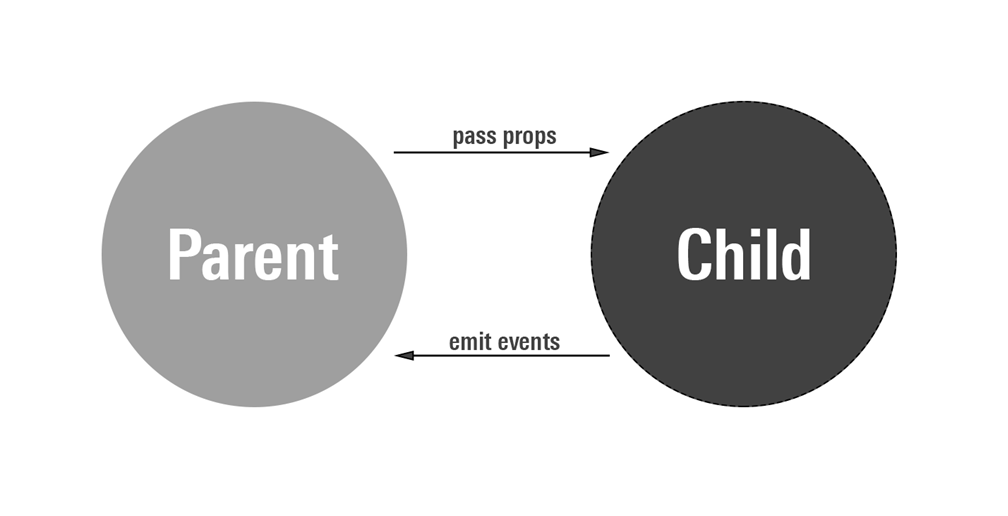 pass props
Parent
Child
emit events